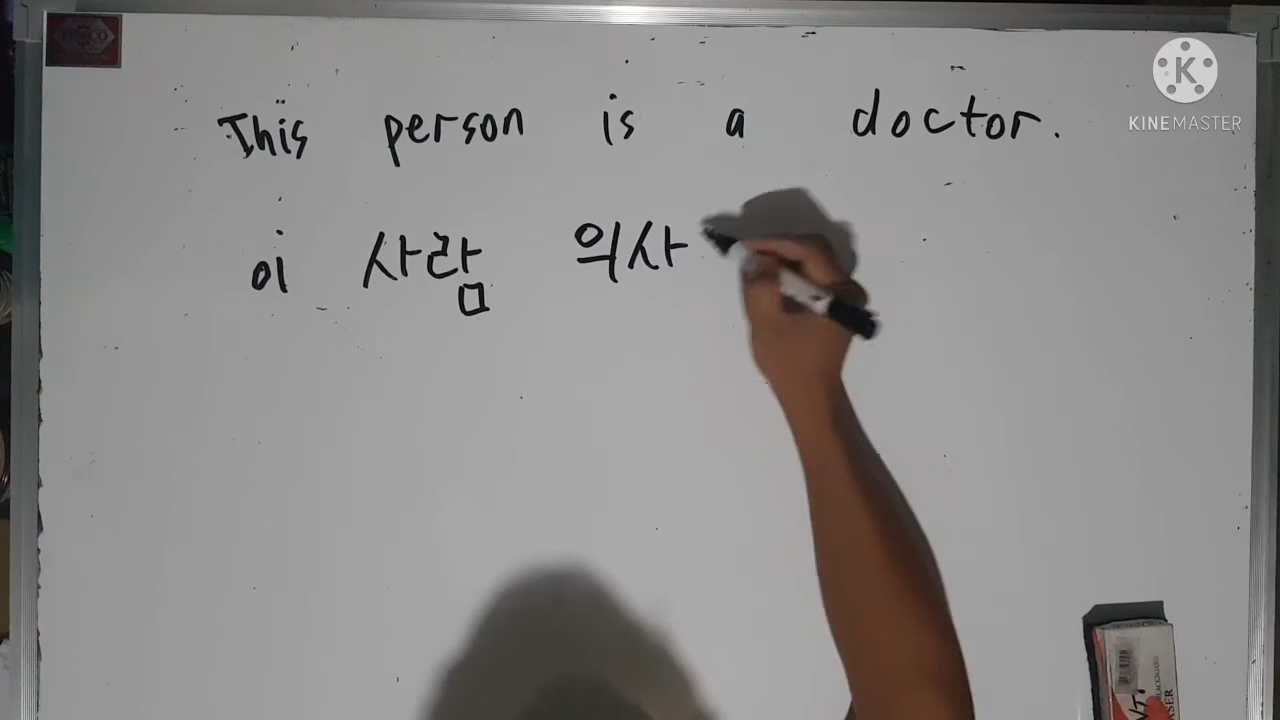 This person is a doctor.
이 사람 의사
KINEMASTER